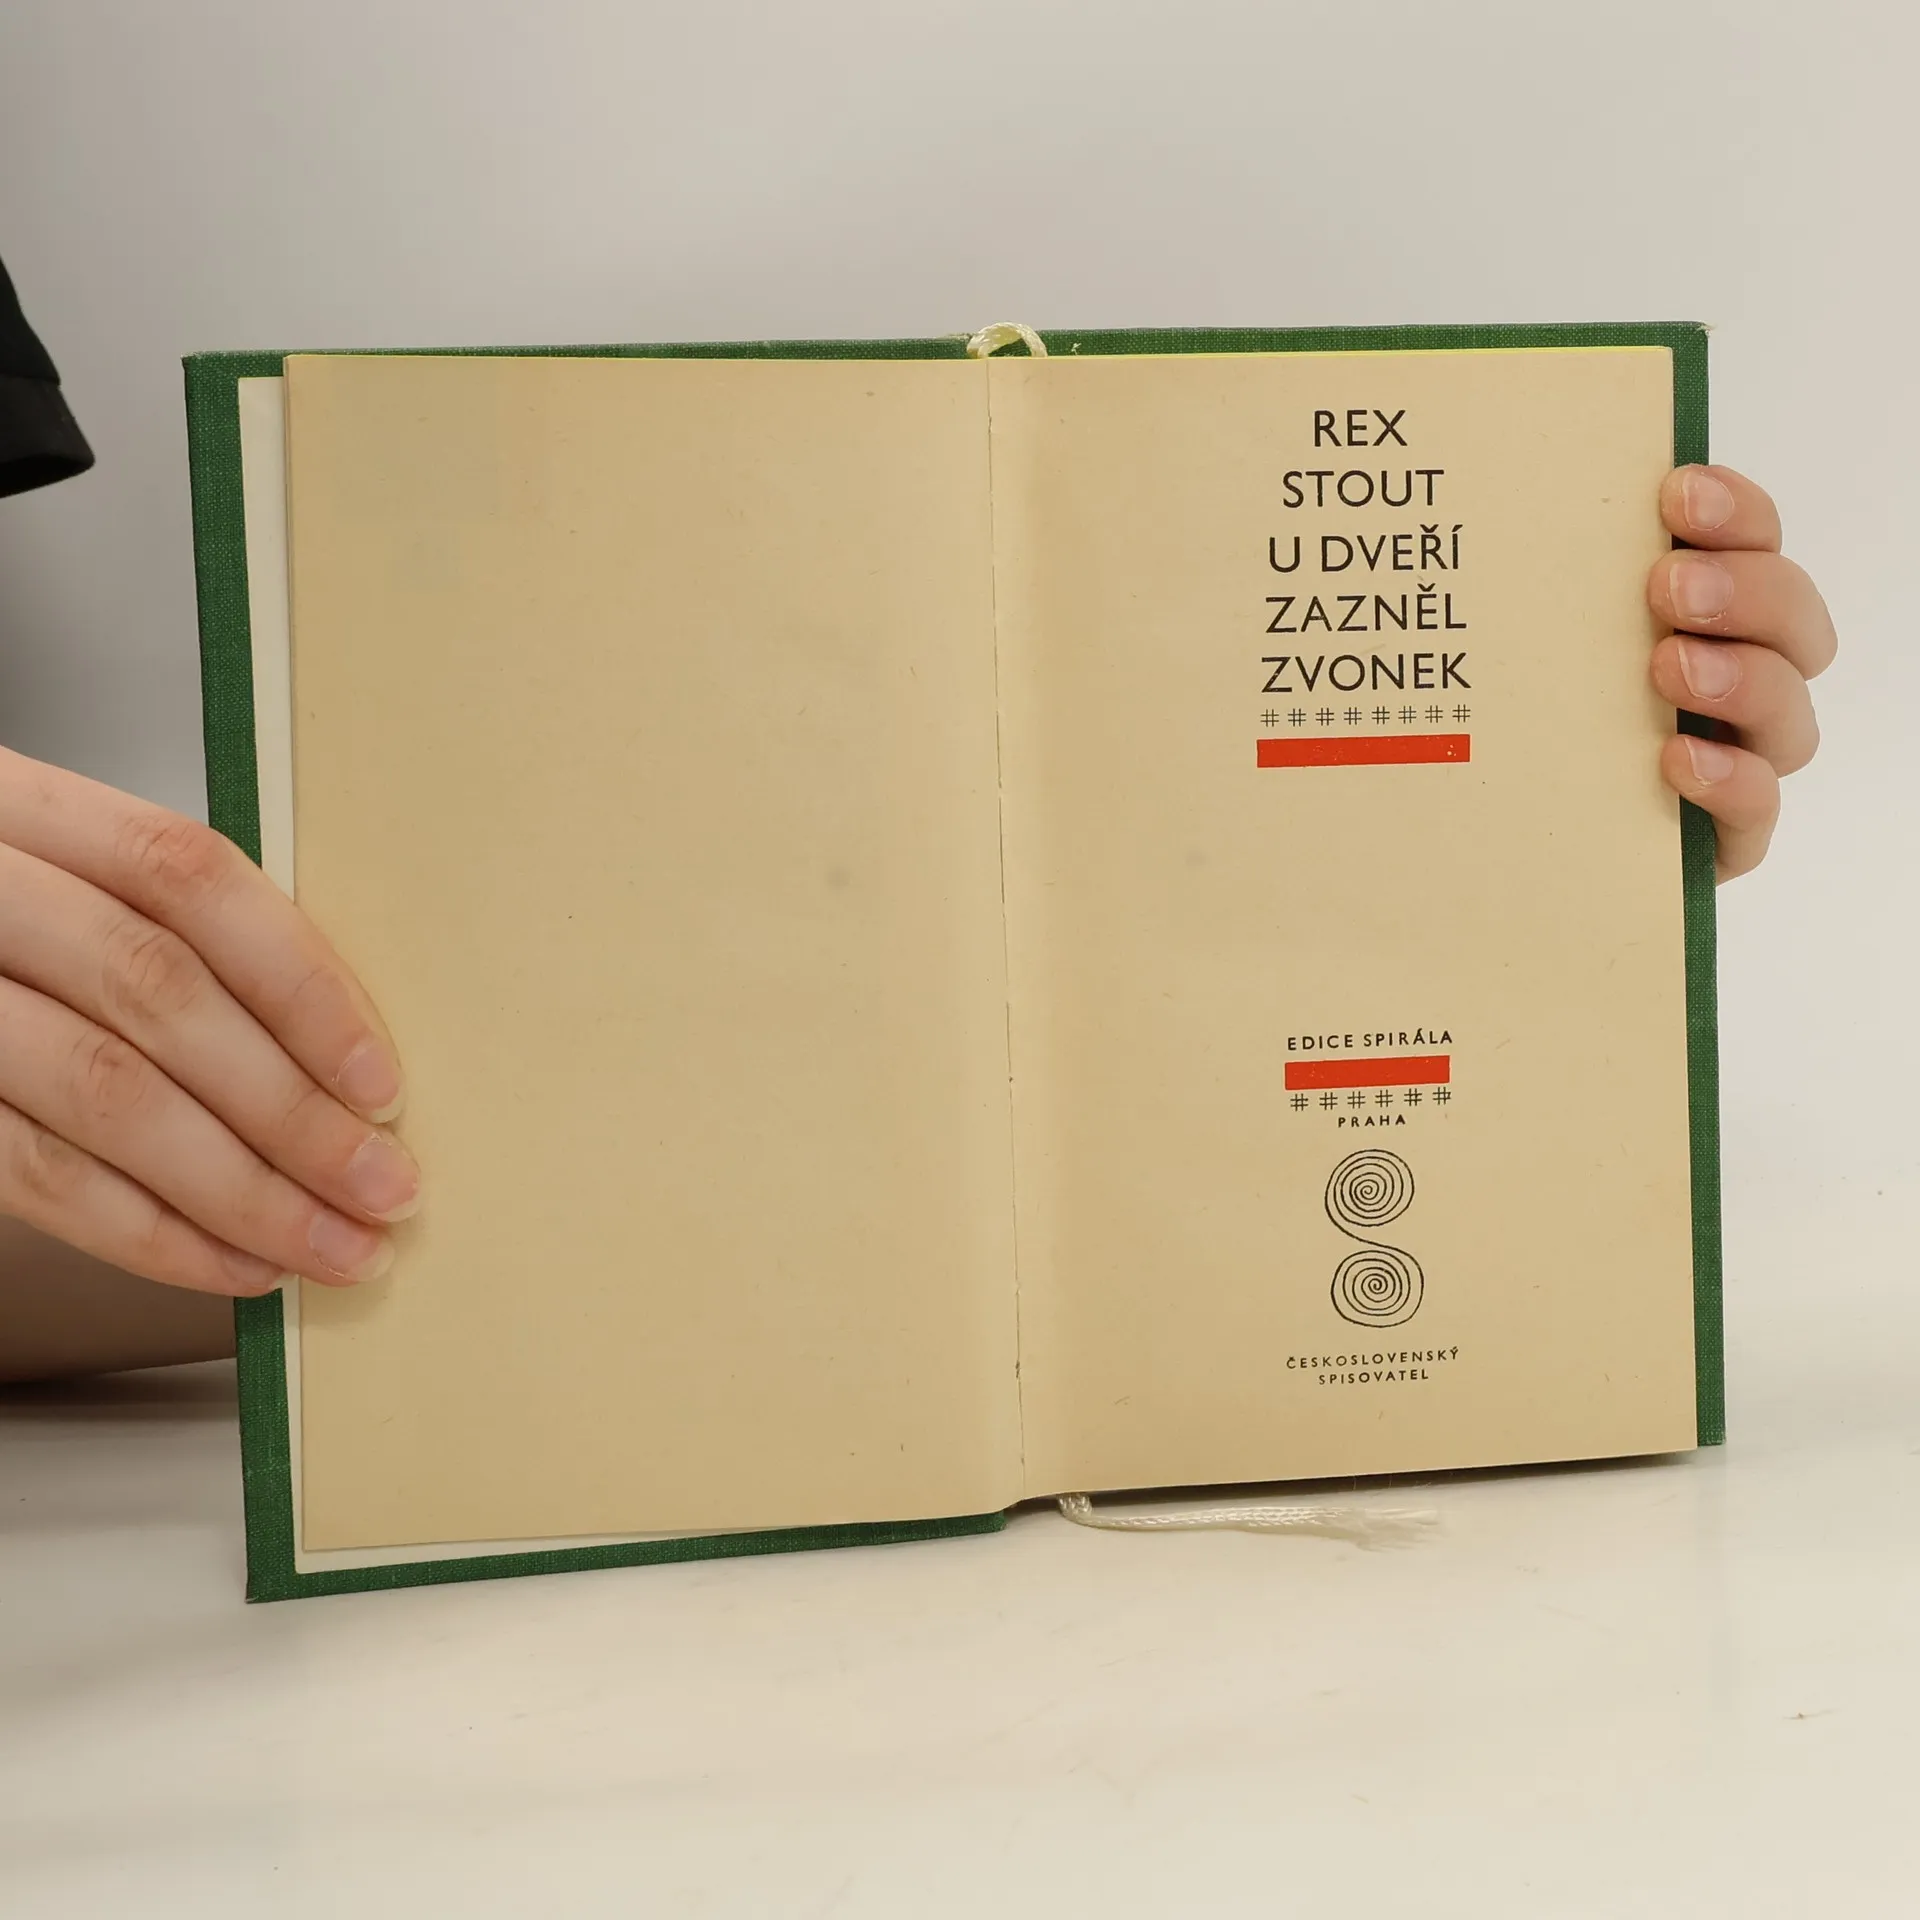 REX
STOUT
U DVEŘÍ
ZAZNĚL
ZVONEK
# # # # # # # #
EDICE SPIRÁLA
# # # # # #
PRAHA
ČESKOSLOVENSKÝ
SPISOVATEL